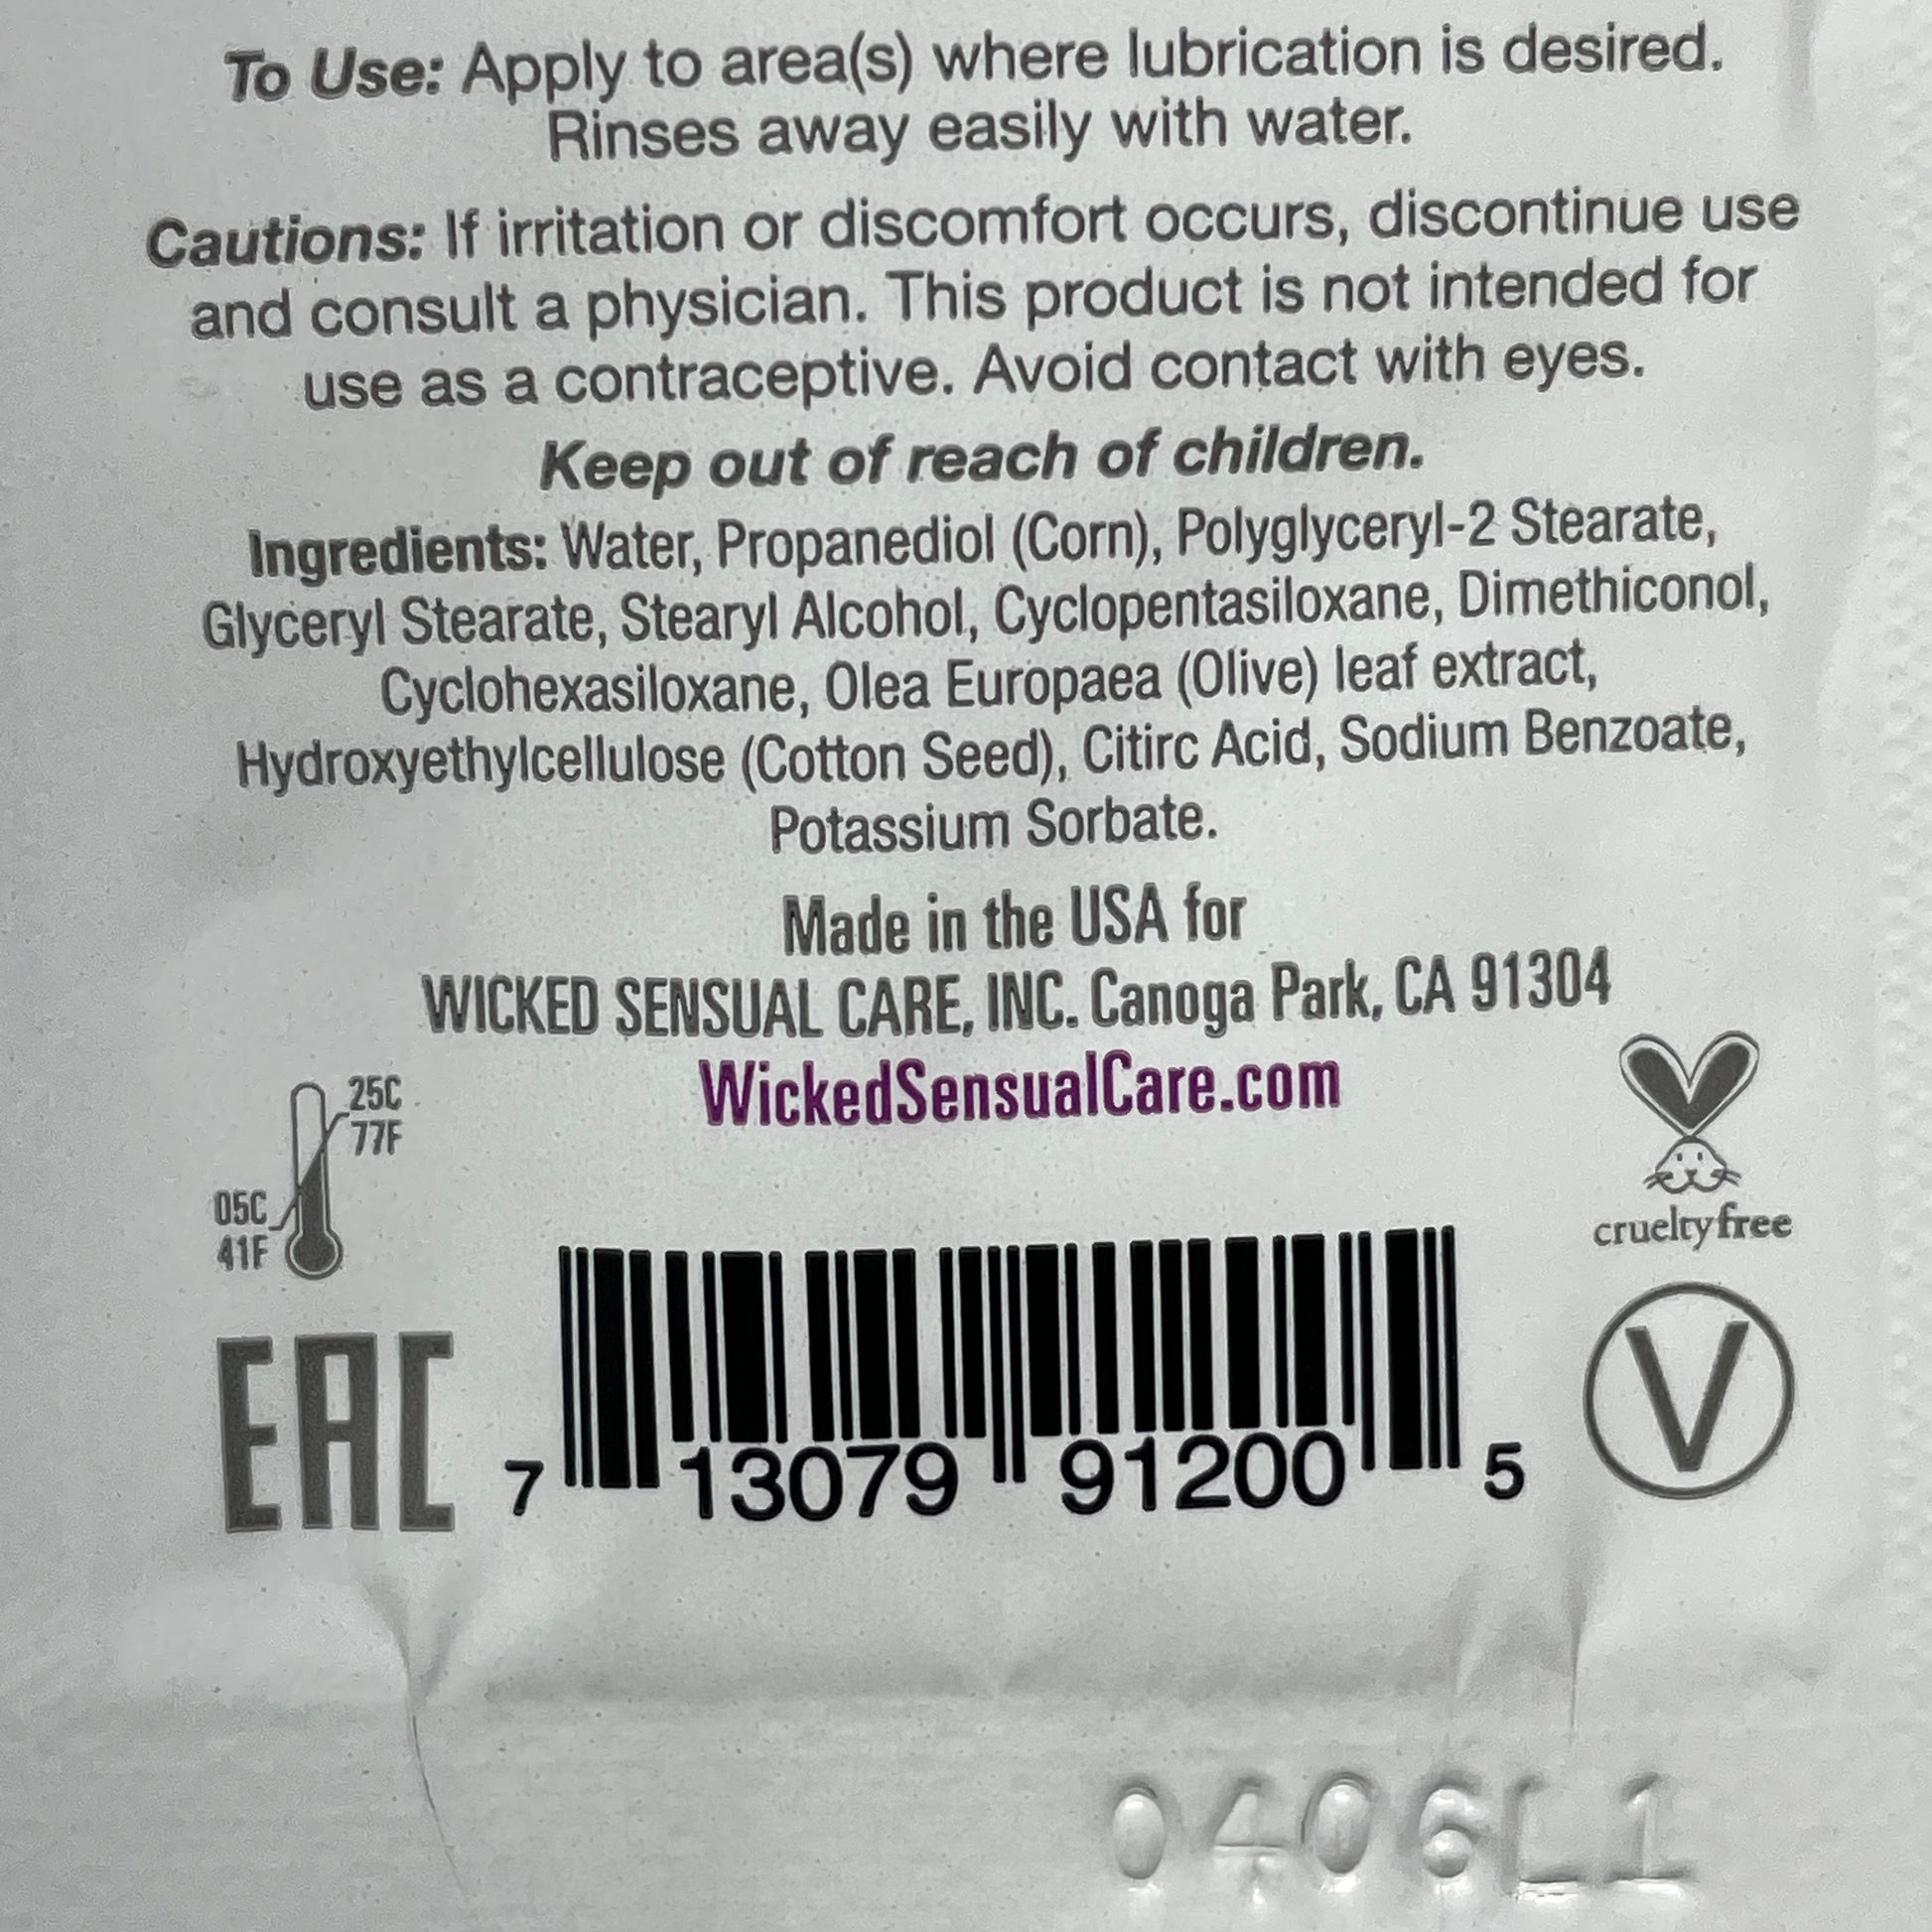 To Use: Apply to area(s) where lubrication is desired.
Rinses away easily with water.
Cautions: If irritation or discomfort occurs, discontinue use
and consult a physician. This product is not intended for
use as a contraceptive. Avoid contact with eyes.
Keep out of reach of children.
Ingredients: Water, Propanediol (Corn), Polyglyceryl-2 Stearate,
Glyceryl Stearate, Stearyl Alcohol, Cyclopentasiloxane, Dimethiconol,
Cyclohexasiloxane, Olea Europaea (Olive) leaf extract,
Hydroxyethylcellulose (Cotton Seed), Citirc Acid, Sodium Benzoate,
Potassium Sorbate.
Made in the USA for
WICKED SENSUAL CARE, INC. Canoga Park, CA 91304
WickedSensualCare.com
25C
77F
05C
41F
crueltyfree
EAC
7 13079 91200 5
V
0406L1